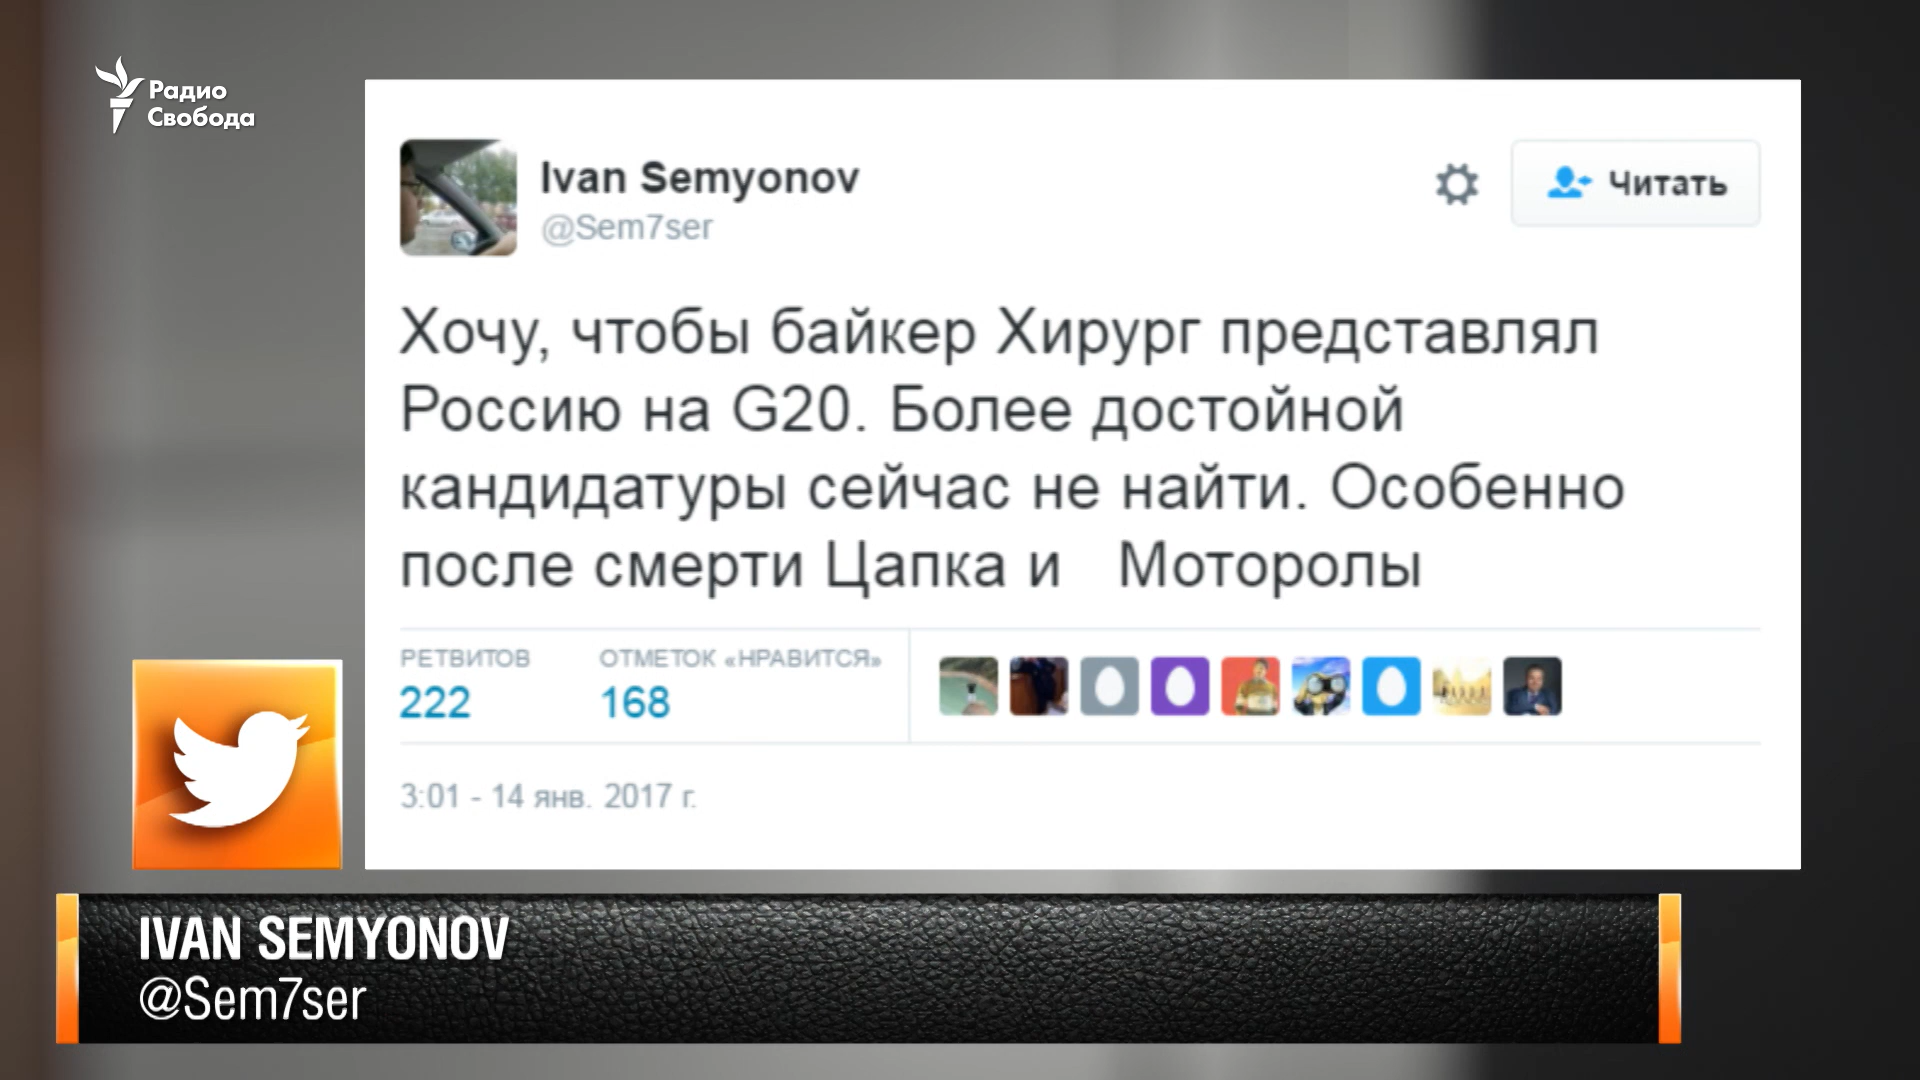 Радио
Свобода
Ivan Semyonov
@Sem7ser
Читать
Хочу, чтобы байкер Хирург представлял
Россию на G20. Более достойной
кандидатуры сейчас не найти. Особенно
после смерти Цапка и Моторолы
РЕТВИТОВ
222
ОТМЕТОК «НРАВИТСЯ»
168
3:01 - 14 янв. 2017 г.
IVAN SEMYONOV
@Sem7ser